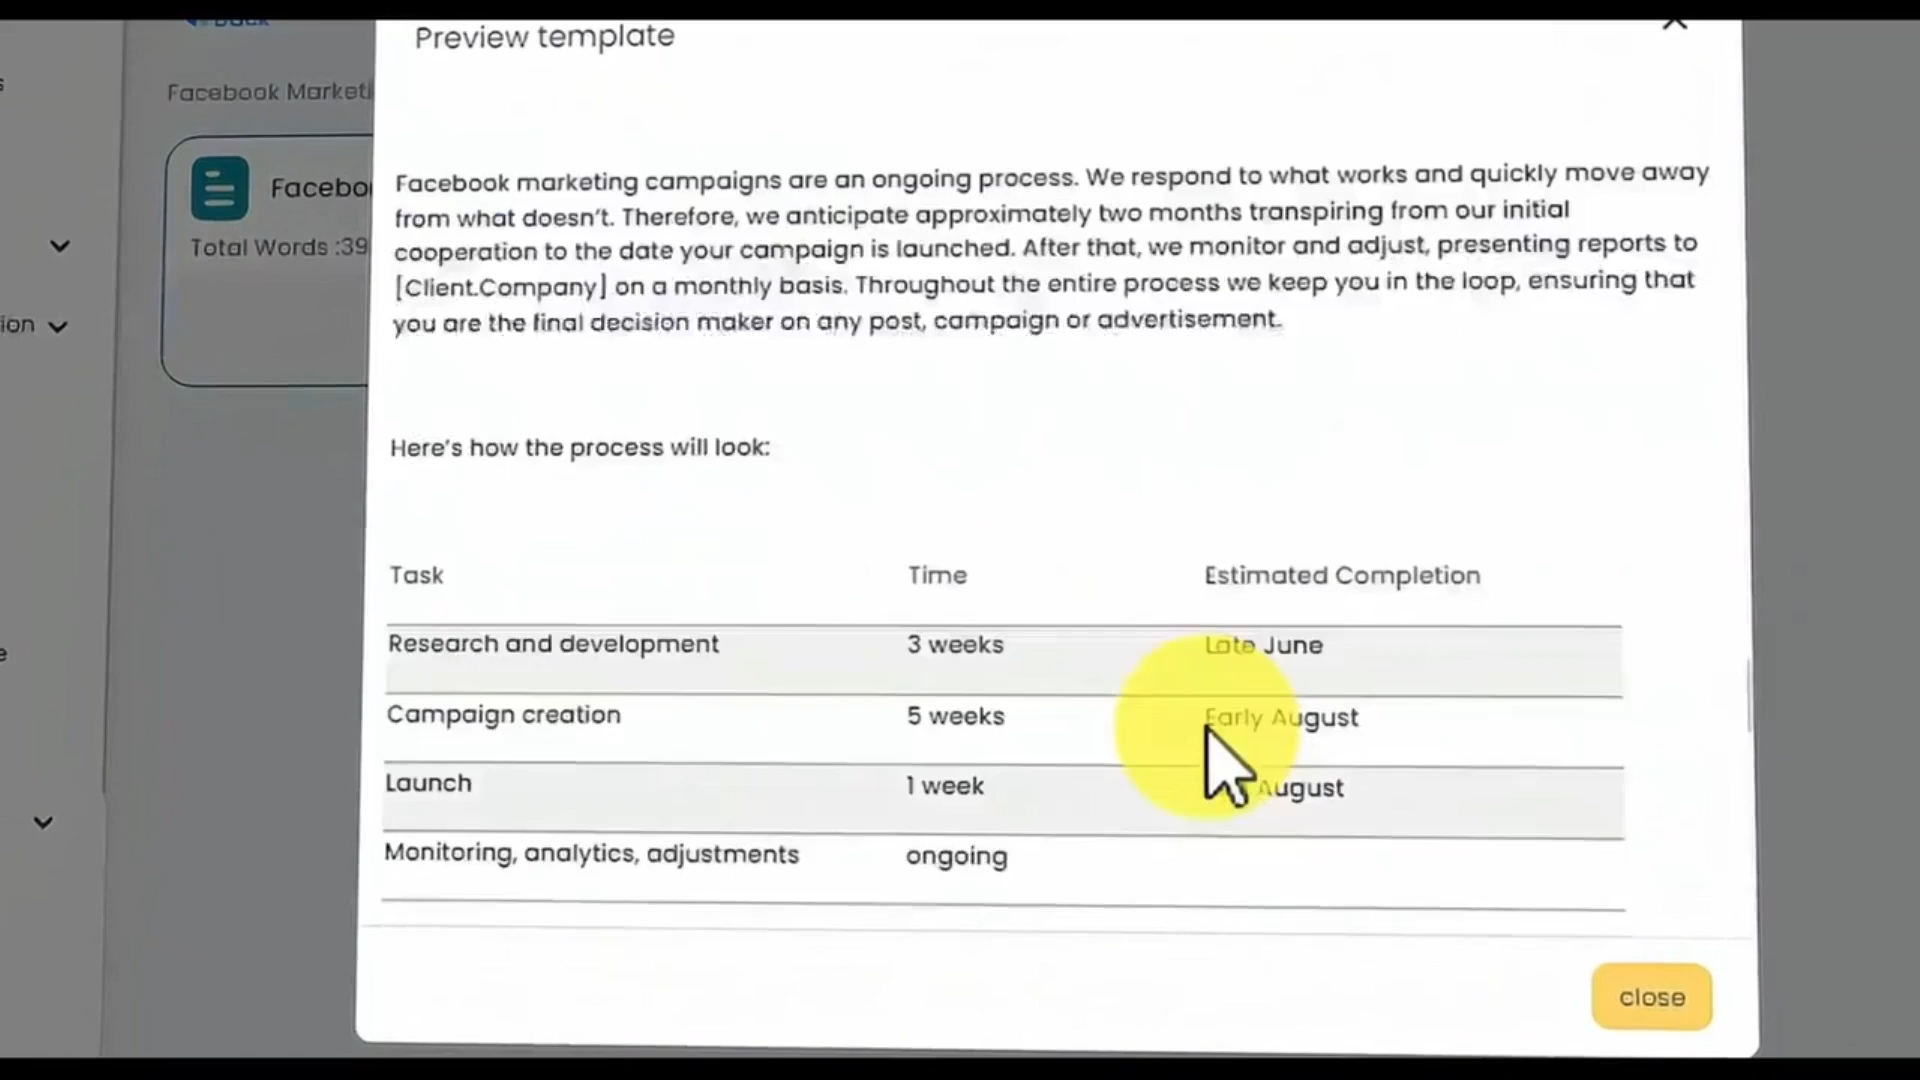 Preview template
Facebook Marketi
Facebo
Total Words :39
ion
Facebook marketing campaigns are an ongoing process. We respond to what works and quickly move away
from what doesn't. Therefore, we anticipate approximately two months transpiring from our initial
cooperation to the date your campaign is launched. After that, we monitor and adjust, presenting reports to
[Client.Company] on a monthly basis. Throughout the entire process we keep you in the loop, ensuring that
you are the final decision maker on any post, campaign or advertisement.
Here's how the process will look:
Task Time Estimated Completion
Research and development 3 weeks Late June
Campaign creation 5 weeks Early August
Launch 1 week August
Monitoring, analytics, adjustments ongoing
close